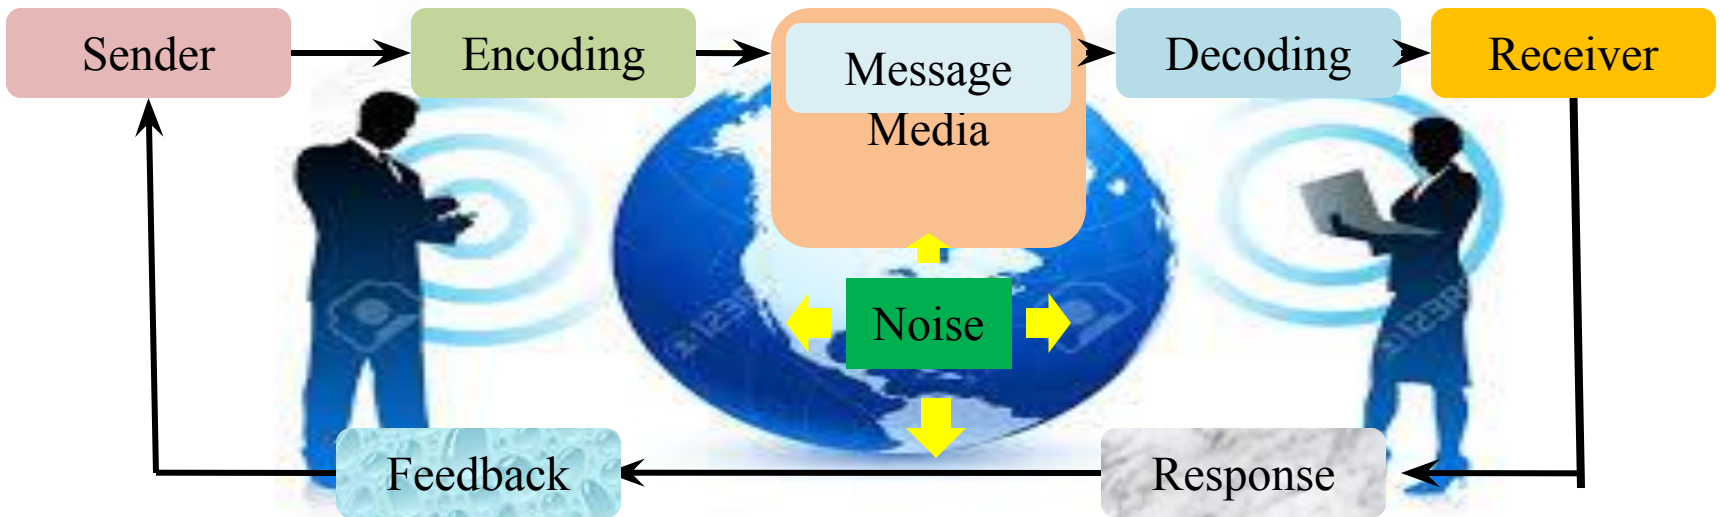 Sender
Encoding
Message
Media
Decoding
Receiver
Noise
Feedback
Response